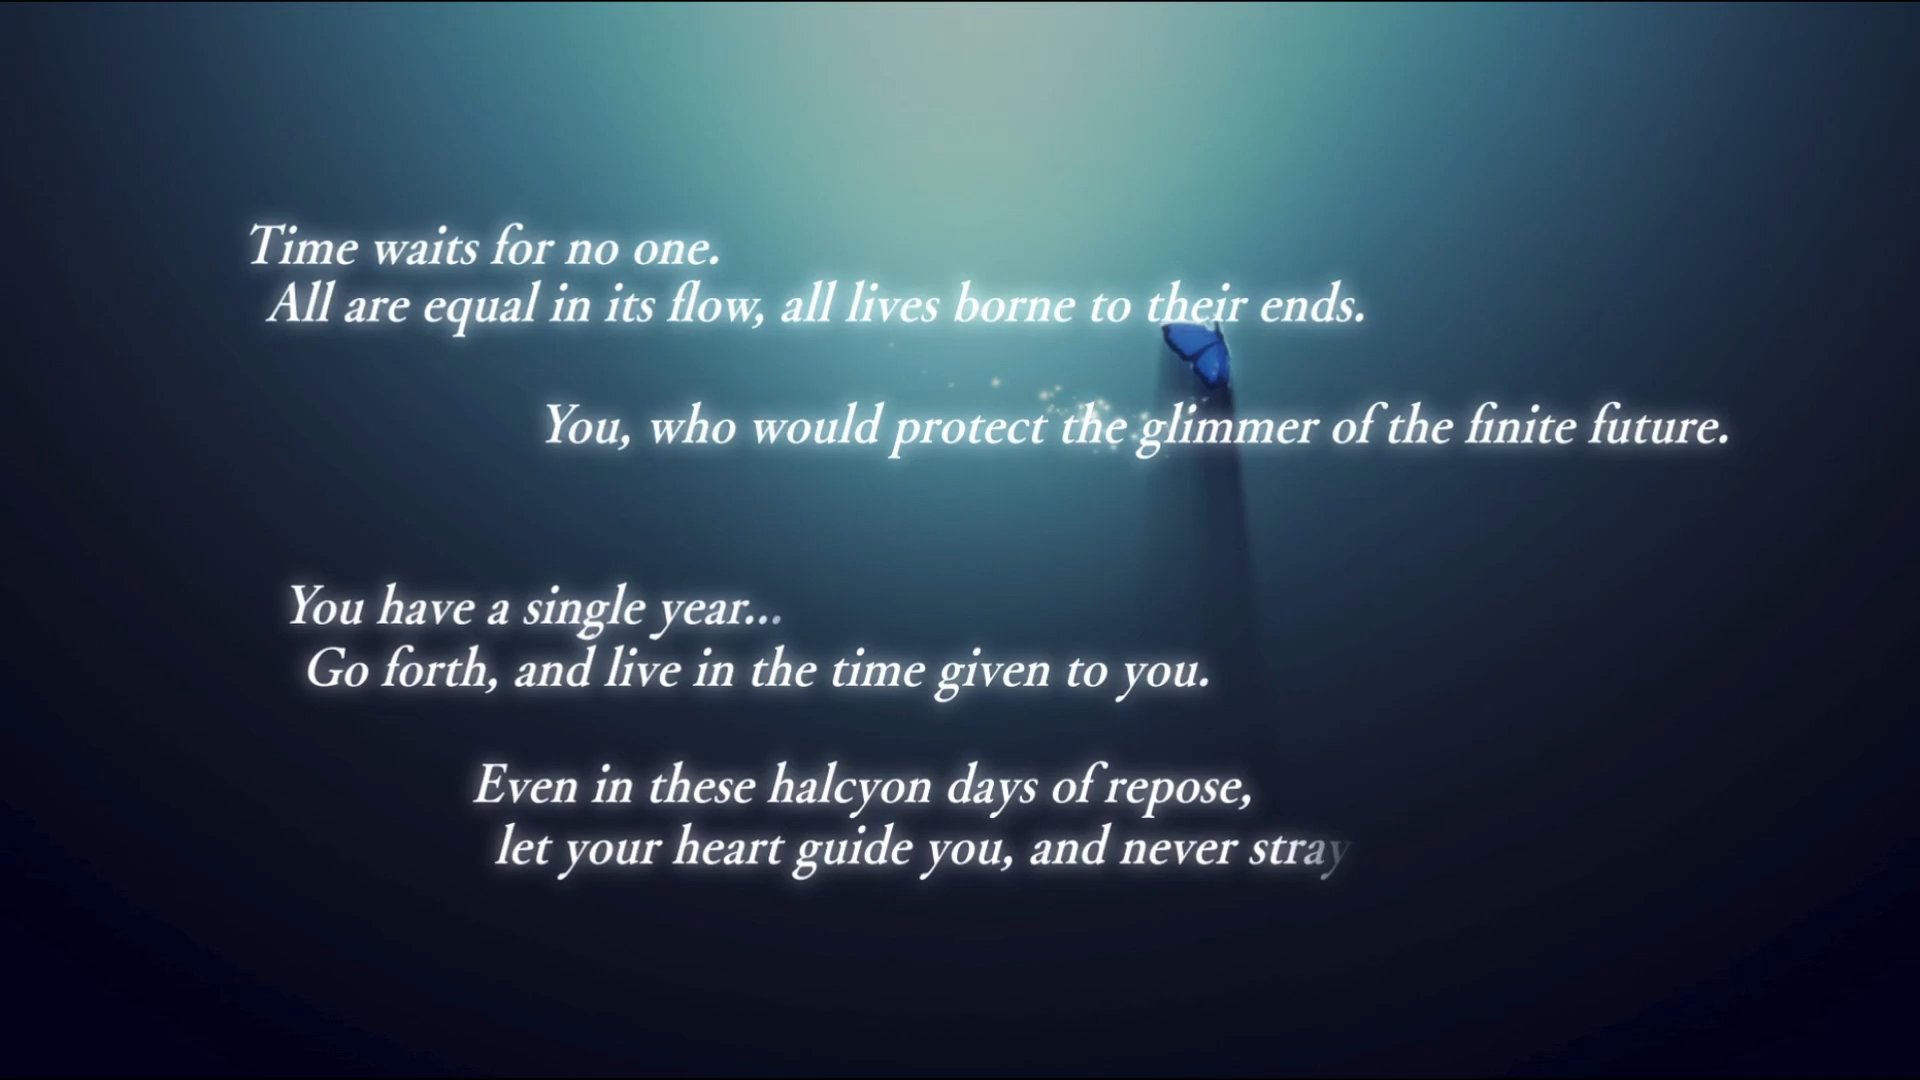 Time waits for no one.
All are equal in its flow, all lives borne to their ends.
You, who would protect the glimmer of the finite future.
You have a single year...
Go forth, and live in the time given to you.
Even in these halcyon days of repose,
let your heart guide you, and never stray